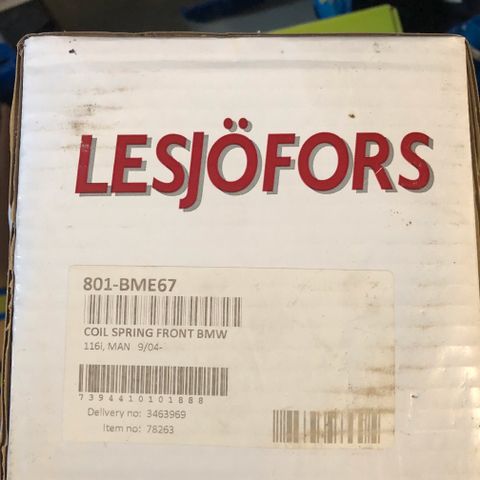 LESJÖFORS
801-BME67
COIL SPRING FRONT BMW
116i, MAN 9/04-
7394410101888
Delivery no: 3463969
Item no: 78263